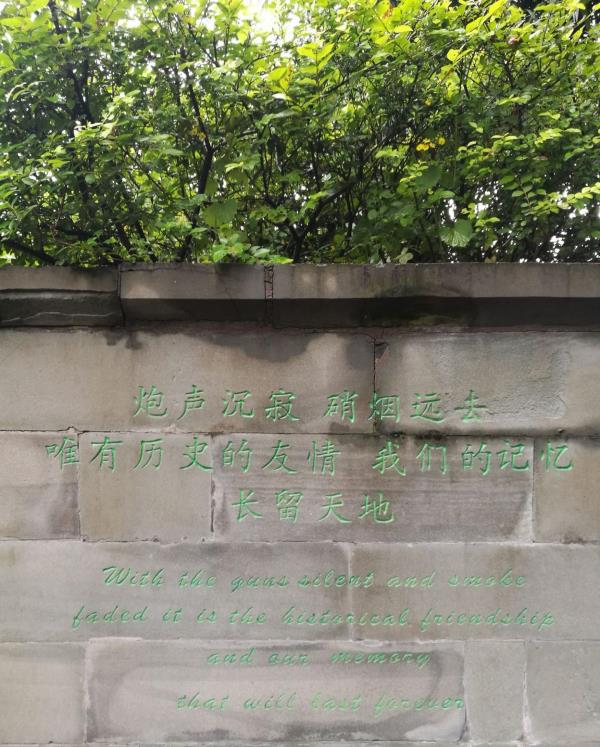 炮声沉寂 硝烟远去
唯有历史的友情 我们的记忆
长留天地
With the guns silent and smoke
faded it is the historical friendship
and our memory
that will last forever